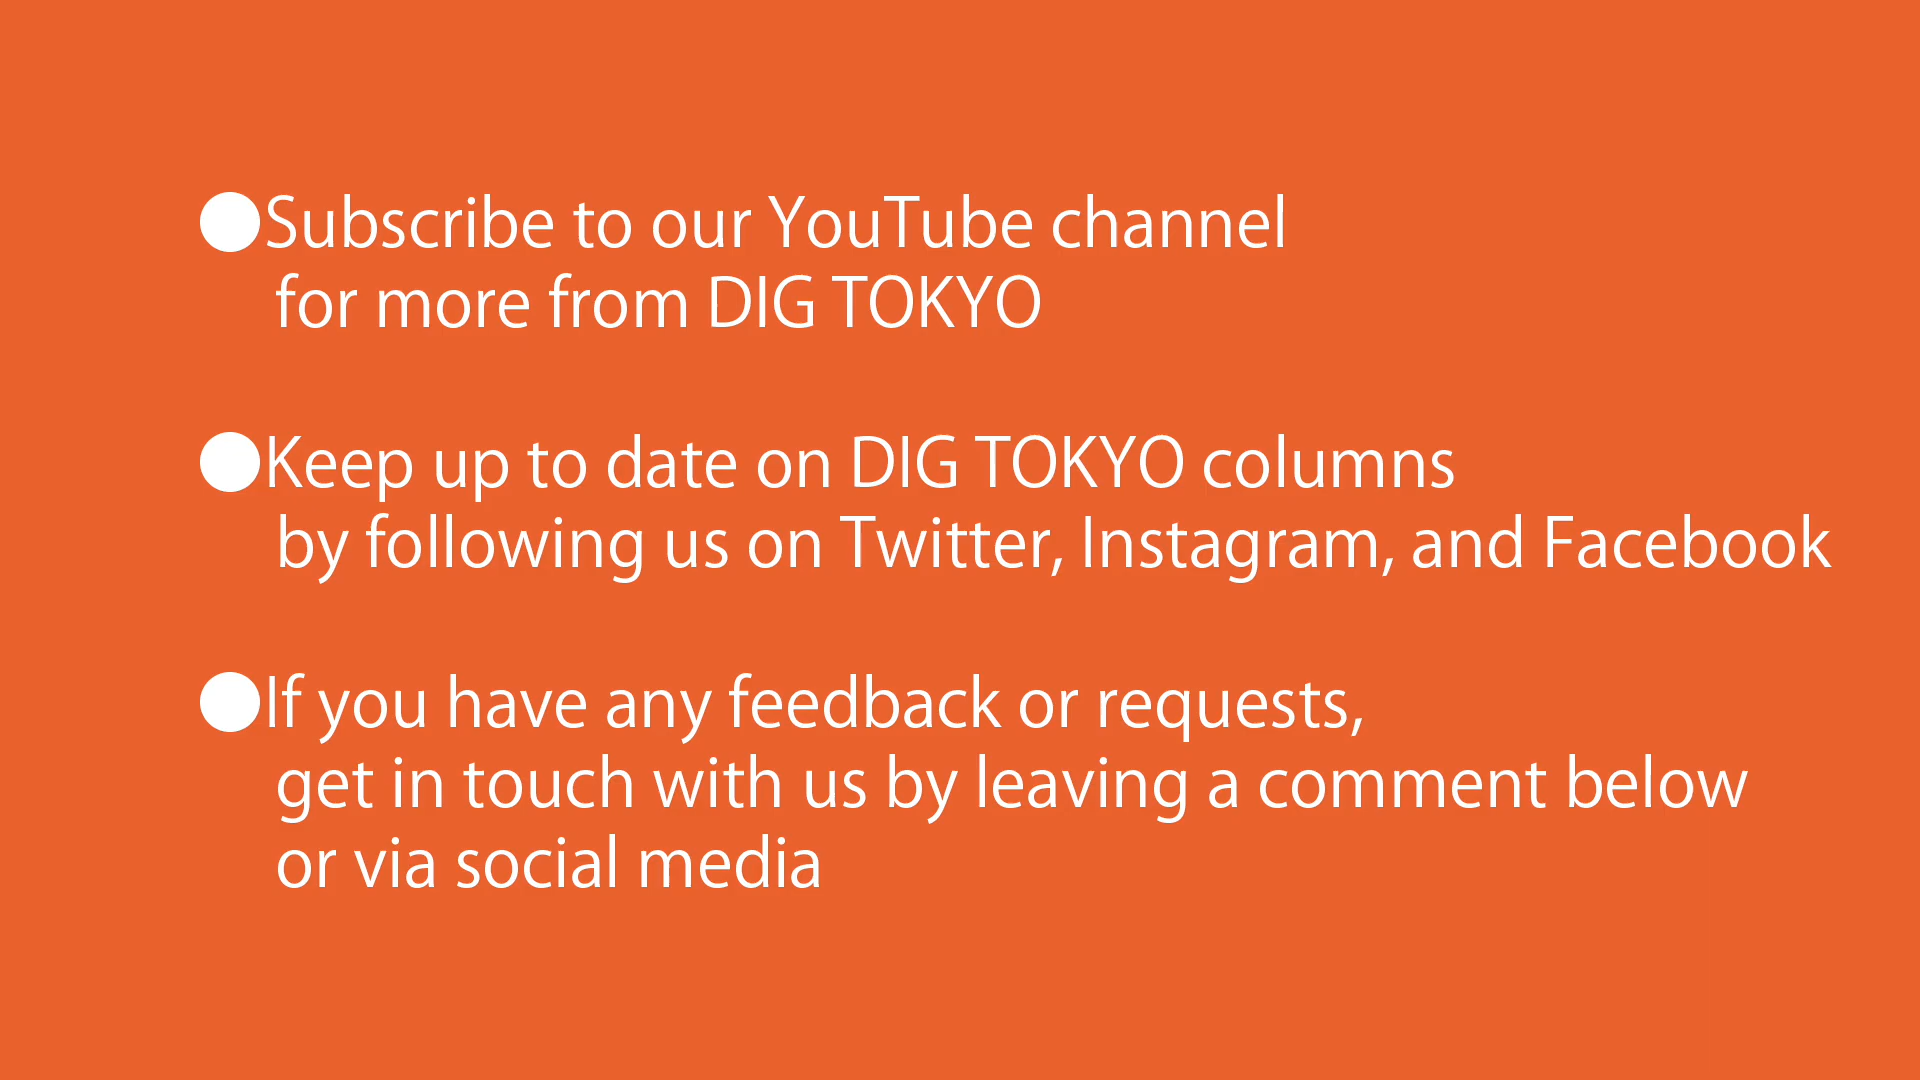 ●Subscribe to our YouTube channel
for more from DIG TOKYO
●Keep up to date on DIG TOKYO columns
by following us on Twitter, Instagram, and Facebook
●If you have any feedback or requests,
get in touch with us by leaving a comment below
or via social media